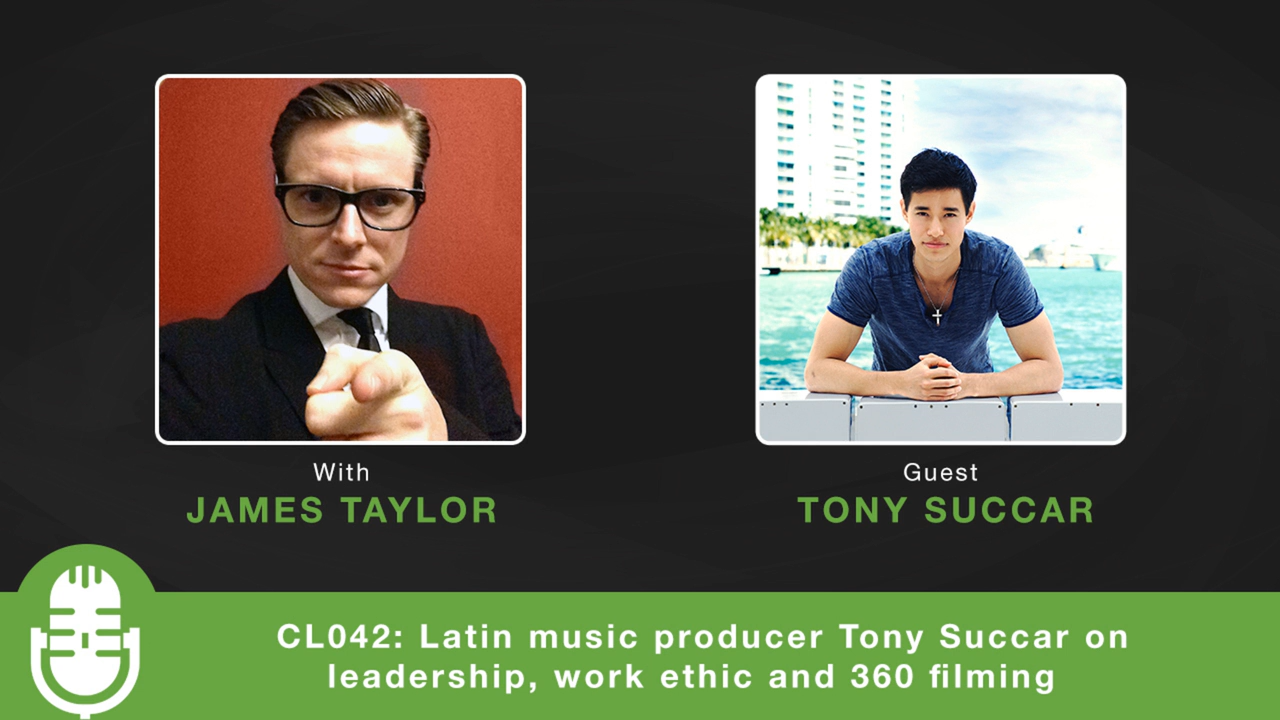 With
JAMES TAYLOR
Guest
TONY SUCCAR
CL042: Latin music producer Tony Succar on
leadership, work ethic and 360 filming